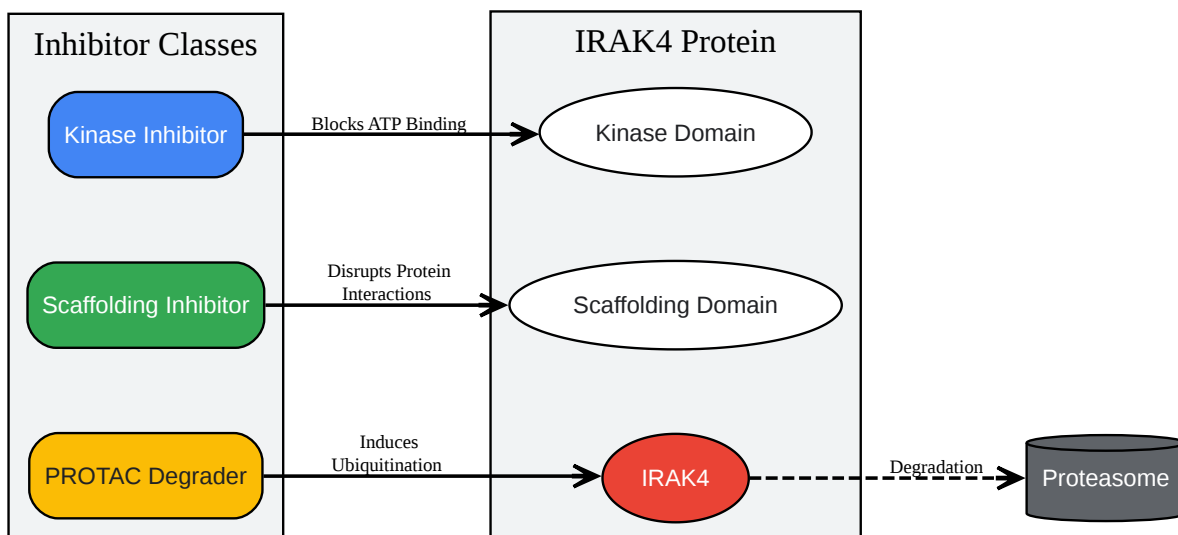 Inhibitor Classes
IRAK4 Protein
Kinase Inhibitor
Blocks ATP Binding
Kinase Domain
Scaffolding Inhibitor
Disrupts Protein
Interactions
Scaffolding Domain
PROTAC Degrader
Induces
Ubiquitination
IRAK4
Degradation
Proteasome